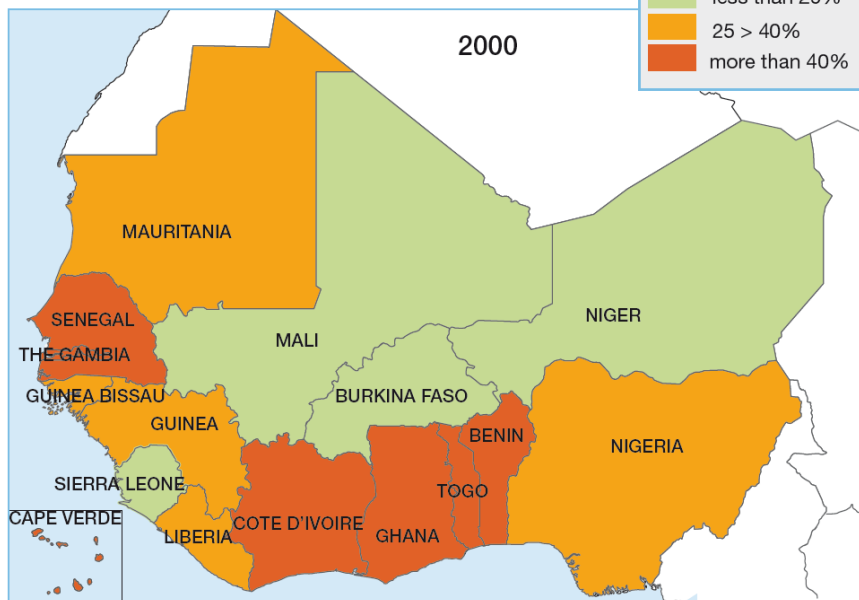 25 > 40%
more than 40%
2000
MAURITANIA
SENEGAL
THE GAMBIA
GUINEA BISSAU
GUINEA
SIERRA LEONE
LIBERIA
CAPE VERDE
MALI
BURKINA FASO
NIGER
COTE D'IVOIRE
GHANA
TOGO
BENIN
NIGERIA